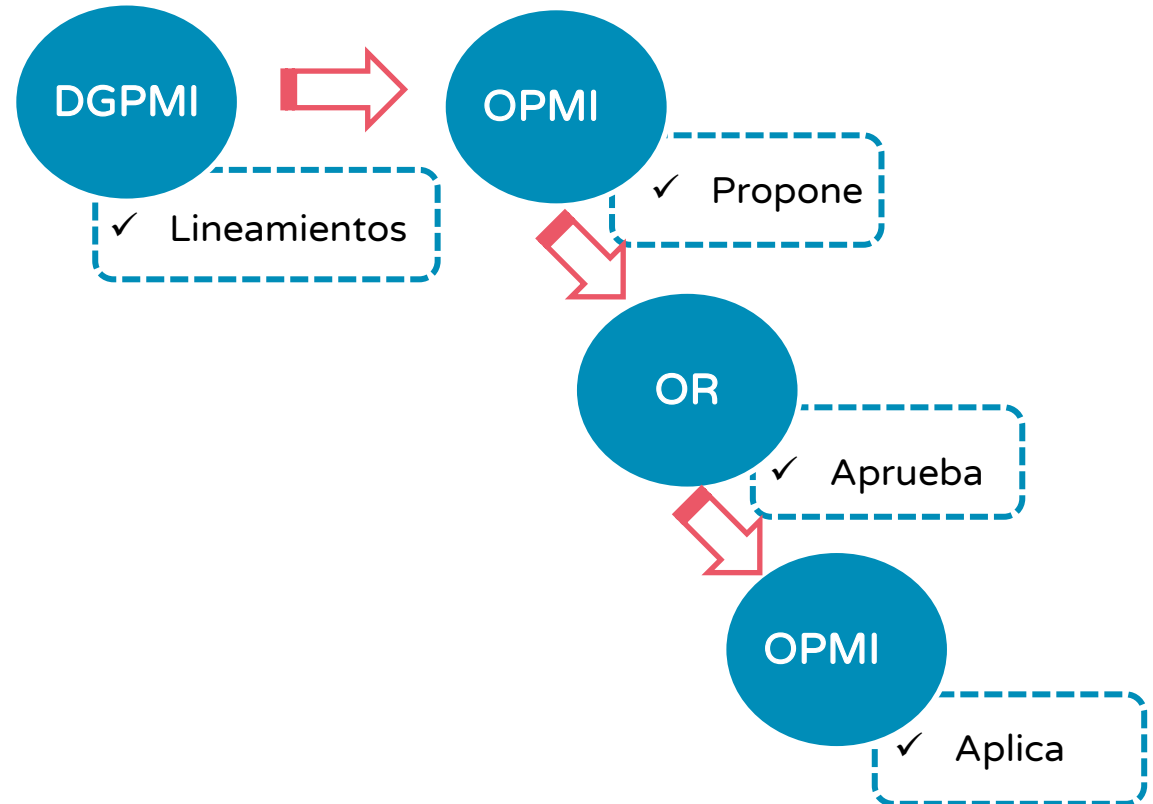 DGPMI
OPMI
✓ Propone
✓ Lineamientos
OR
✓ Aprueba
OPMI
✓ Aplica